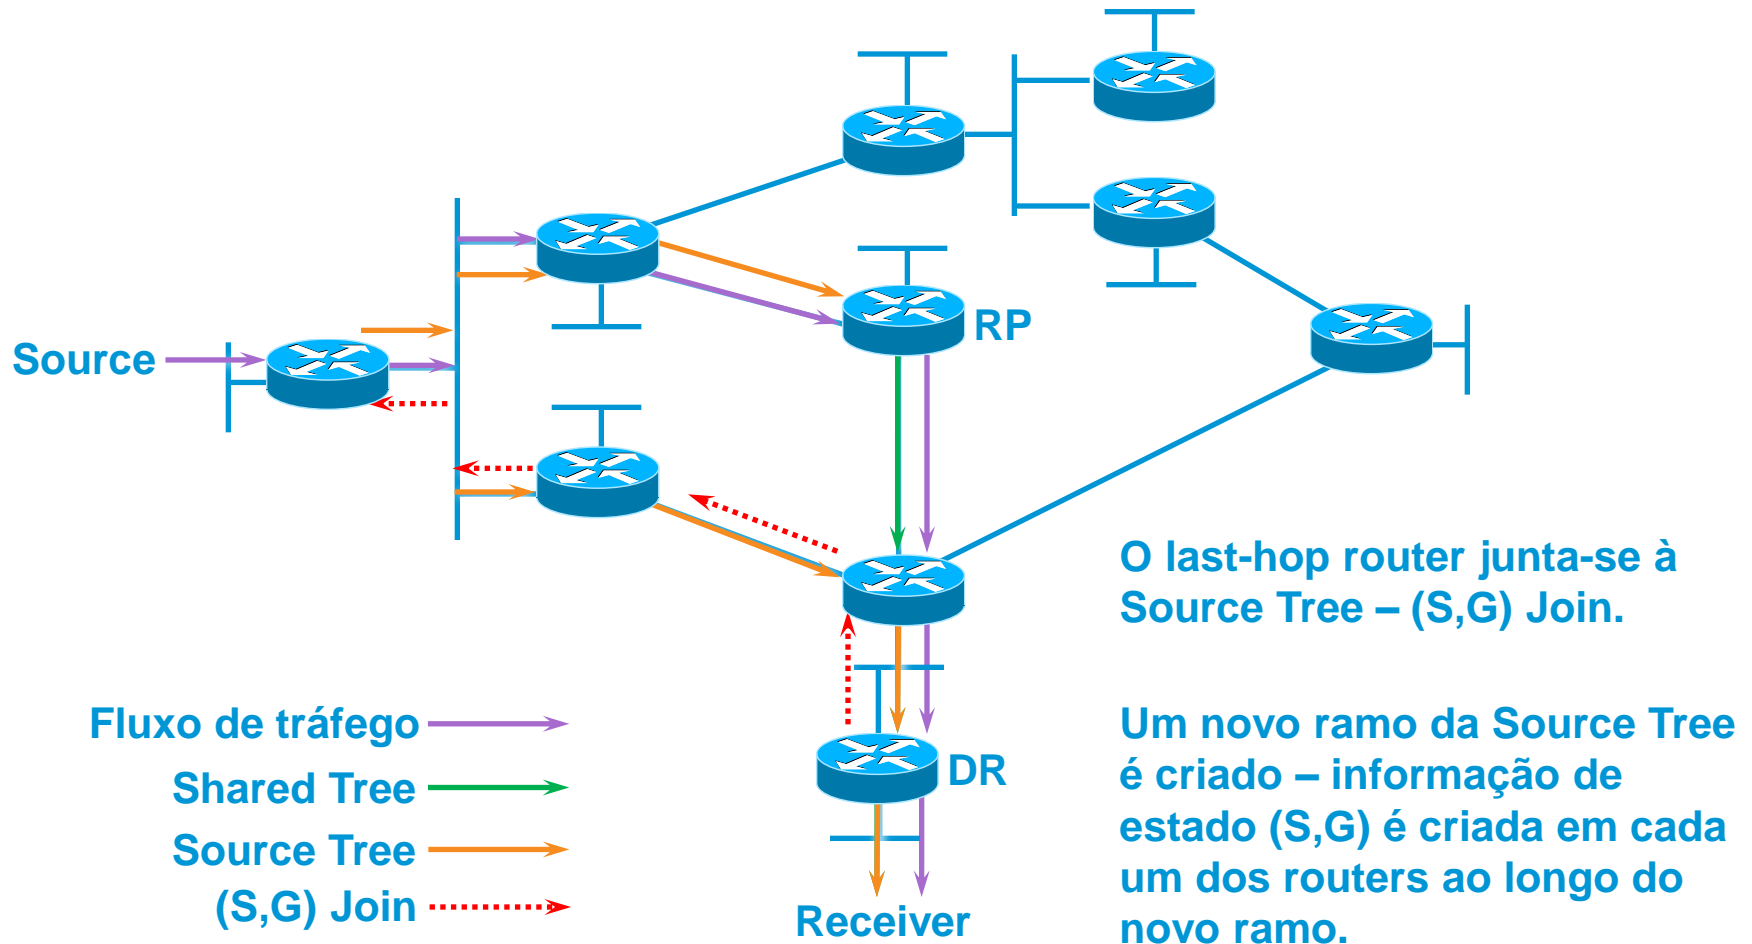 RP
Source
O last-hop router junta-se à
Source Tree – (S,G) Join.
Um novo ramo da Source Tree
é criado – informação de
estado (S,G) é criada em cada
um dos routers ao longo do
novo ramo.
Fluxo de tráfego
Shared Tree
Source Tree
(S,G) Join
DR
Receiver